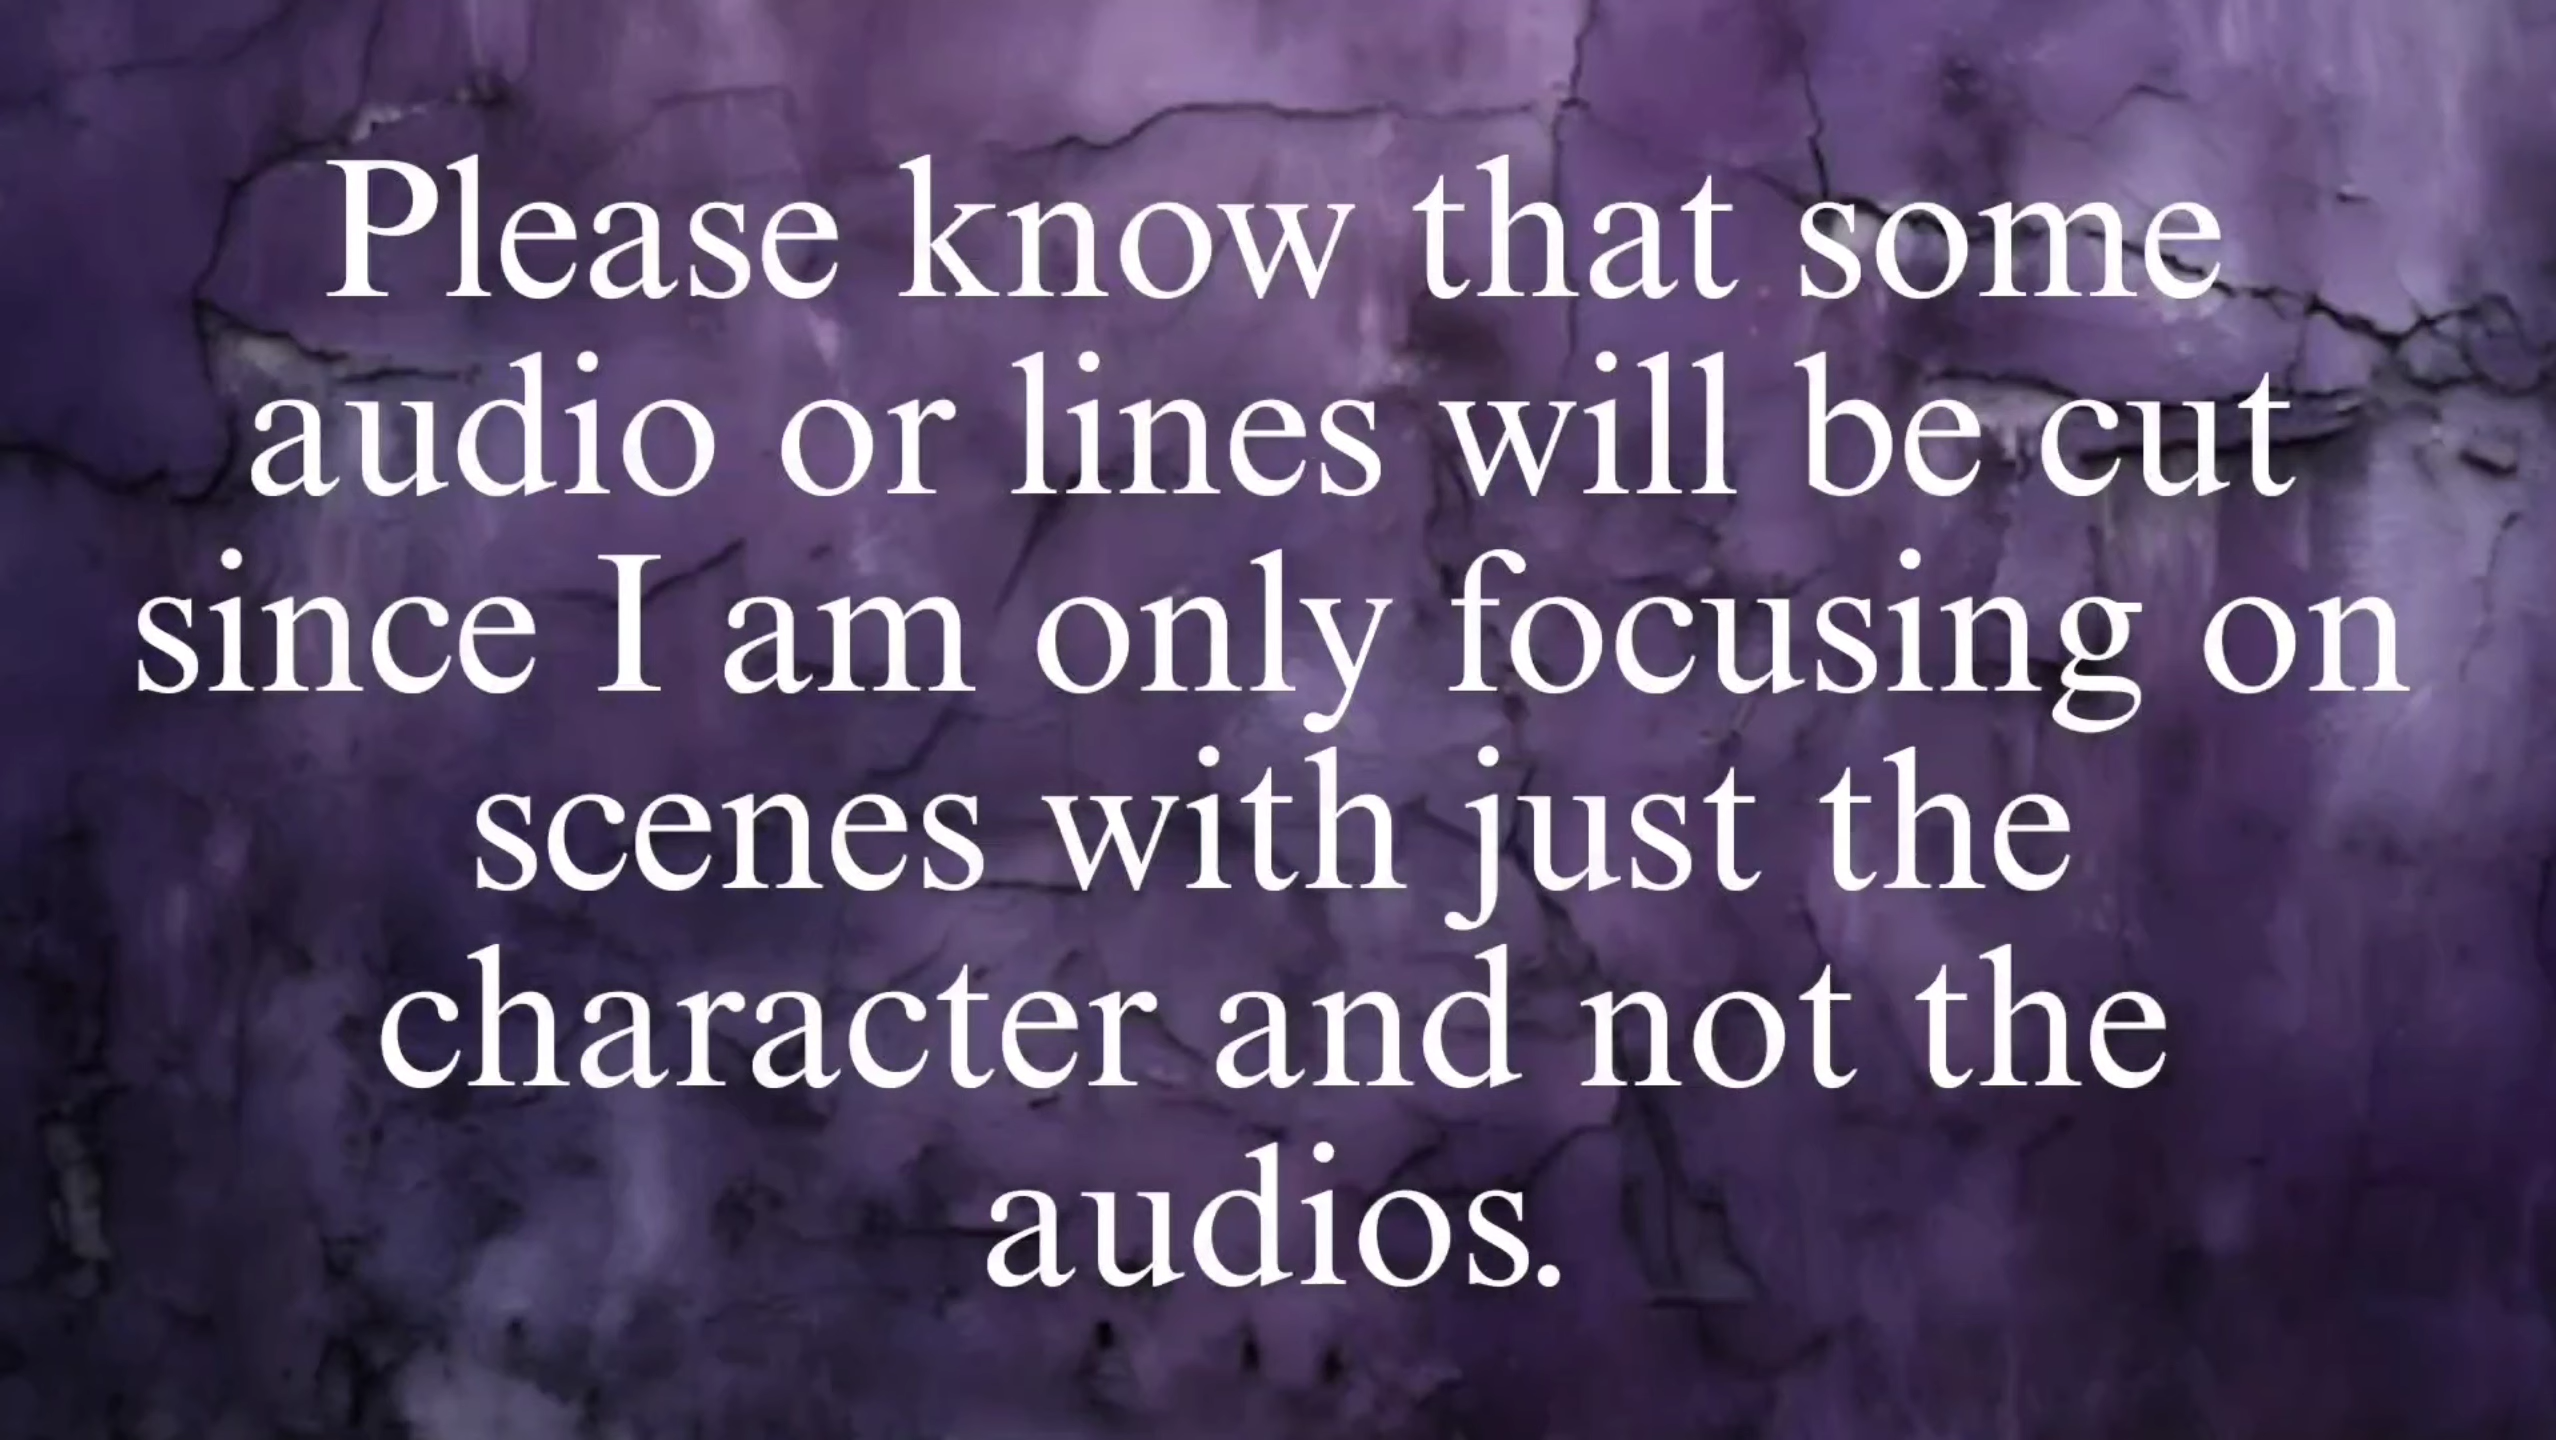 Please know that some
audio or lines will be cut
since I am only focusing on
scenes with just the
character and not the
audios.